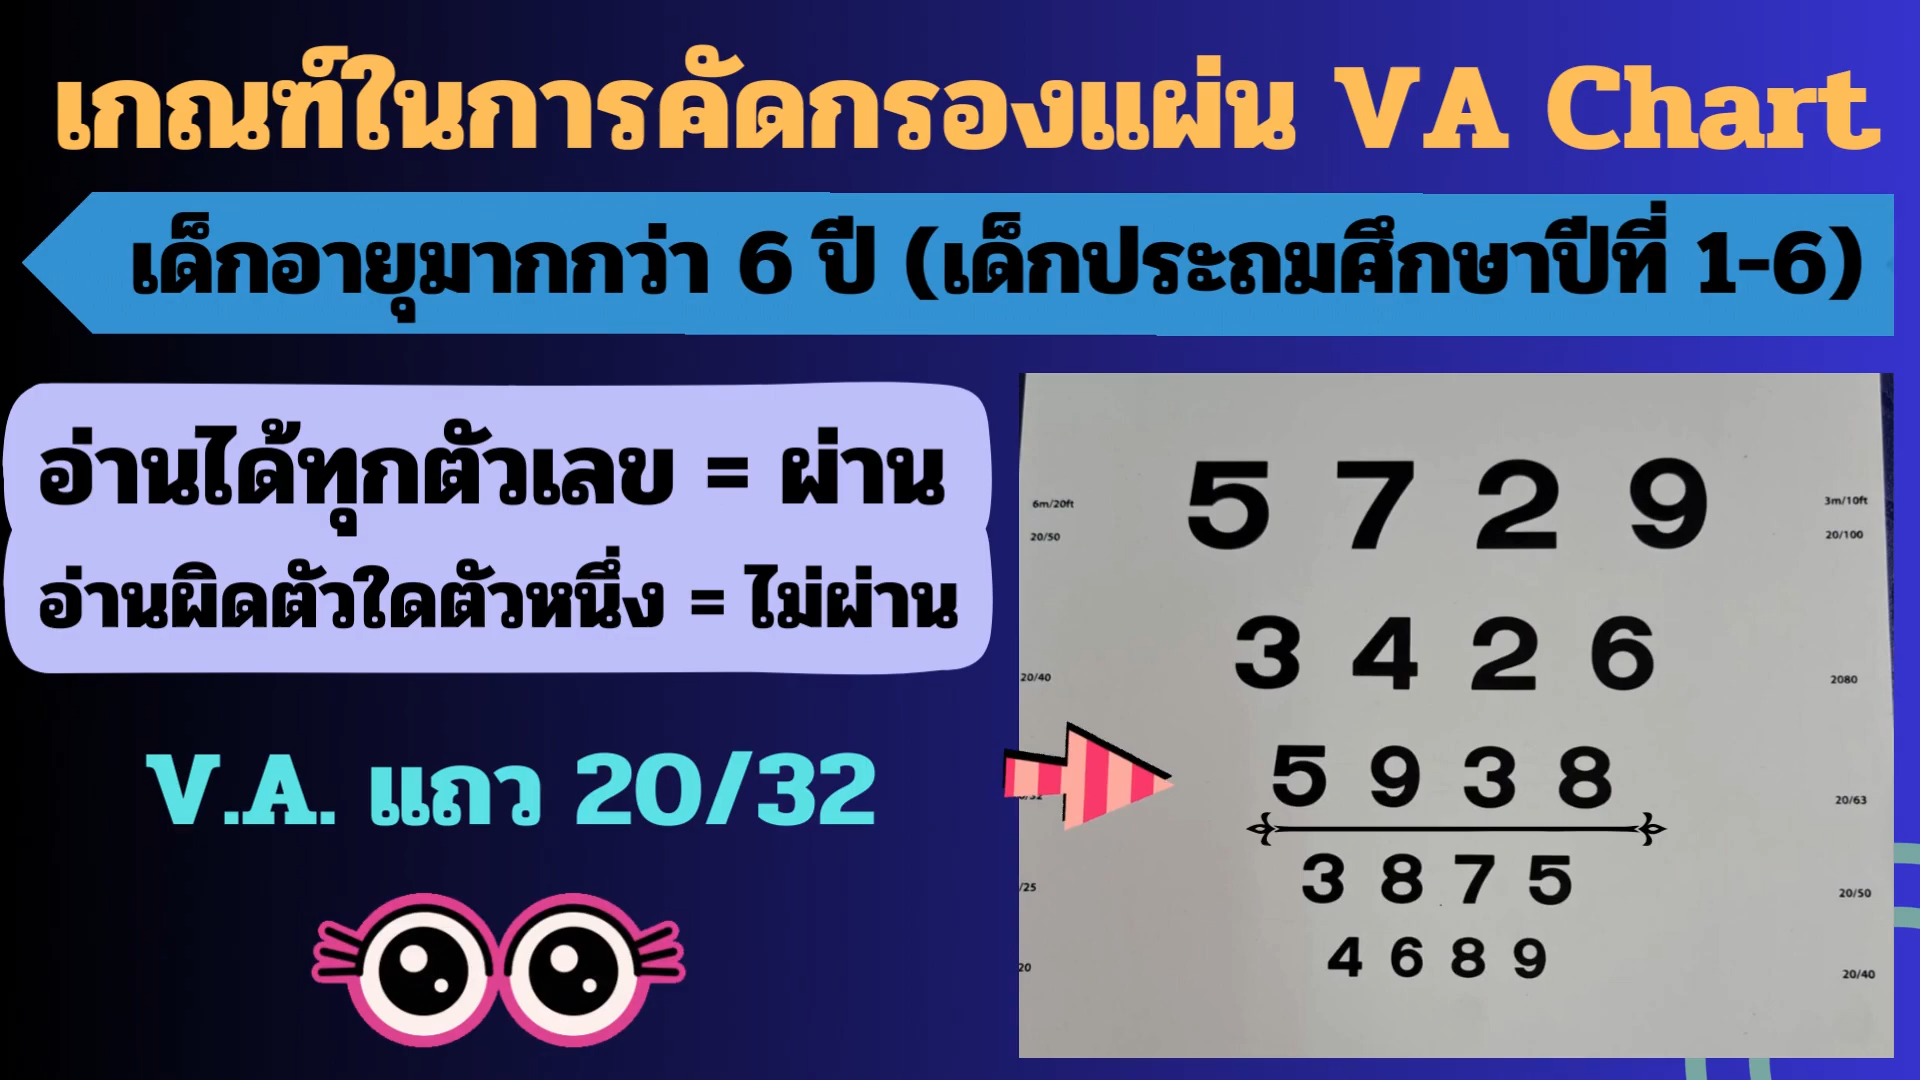 เกณฑ์ในการคัดกรองแผ่น VA Chart
เด็กอายุมากกว่า 6 ปี (เด็กประถมศึกษาปีที่ 1-6)
อ่านได้ทุกตัวเลข = ผ่าน
อ่านผิดตัวใดตัวหนึ่ง = ไม่ผ่าน
V.A. แถว 20/32
5 7 2 9
6m/20ft
3m/10ft
20/50
20/100
3 4 2 6
20/40
2080
5 9 3 8
20/63
3 8 7 5
/25
20/50
4 6 8 9
20
20/40